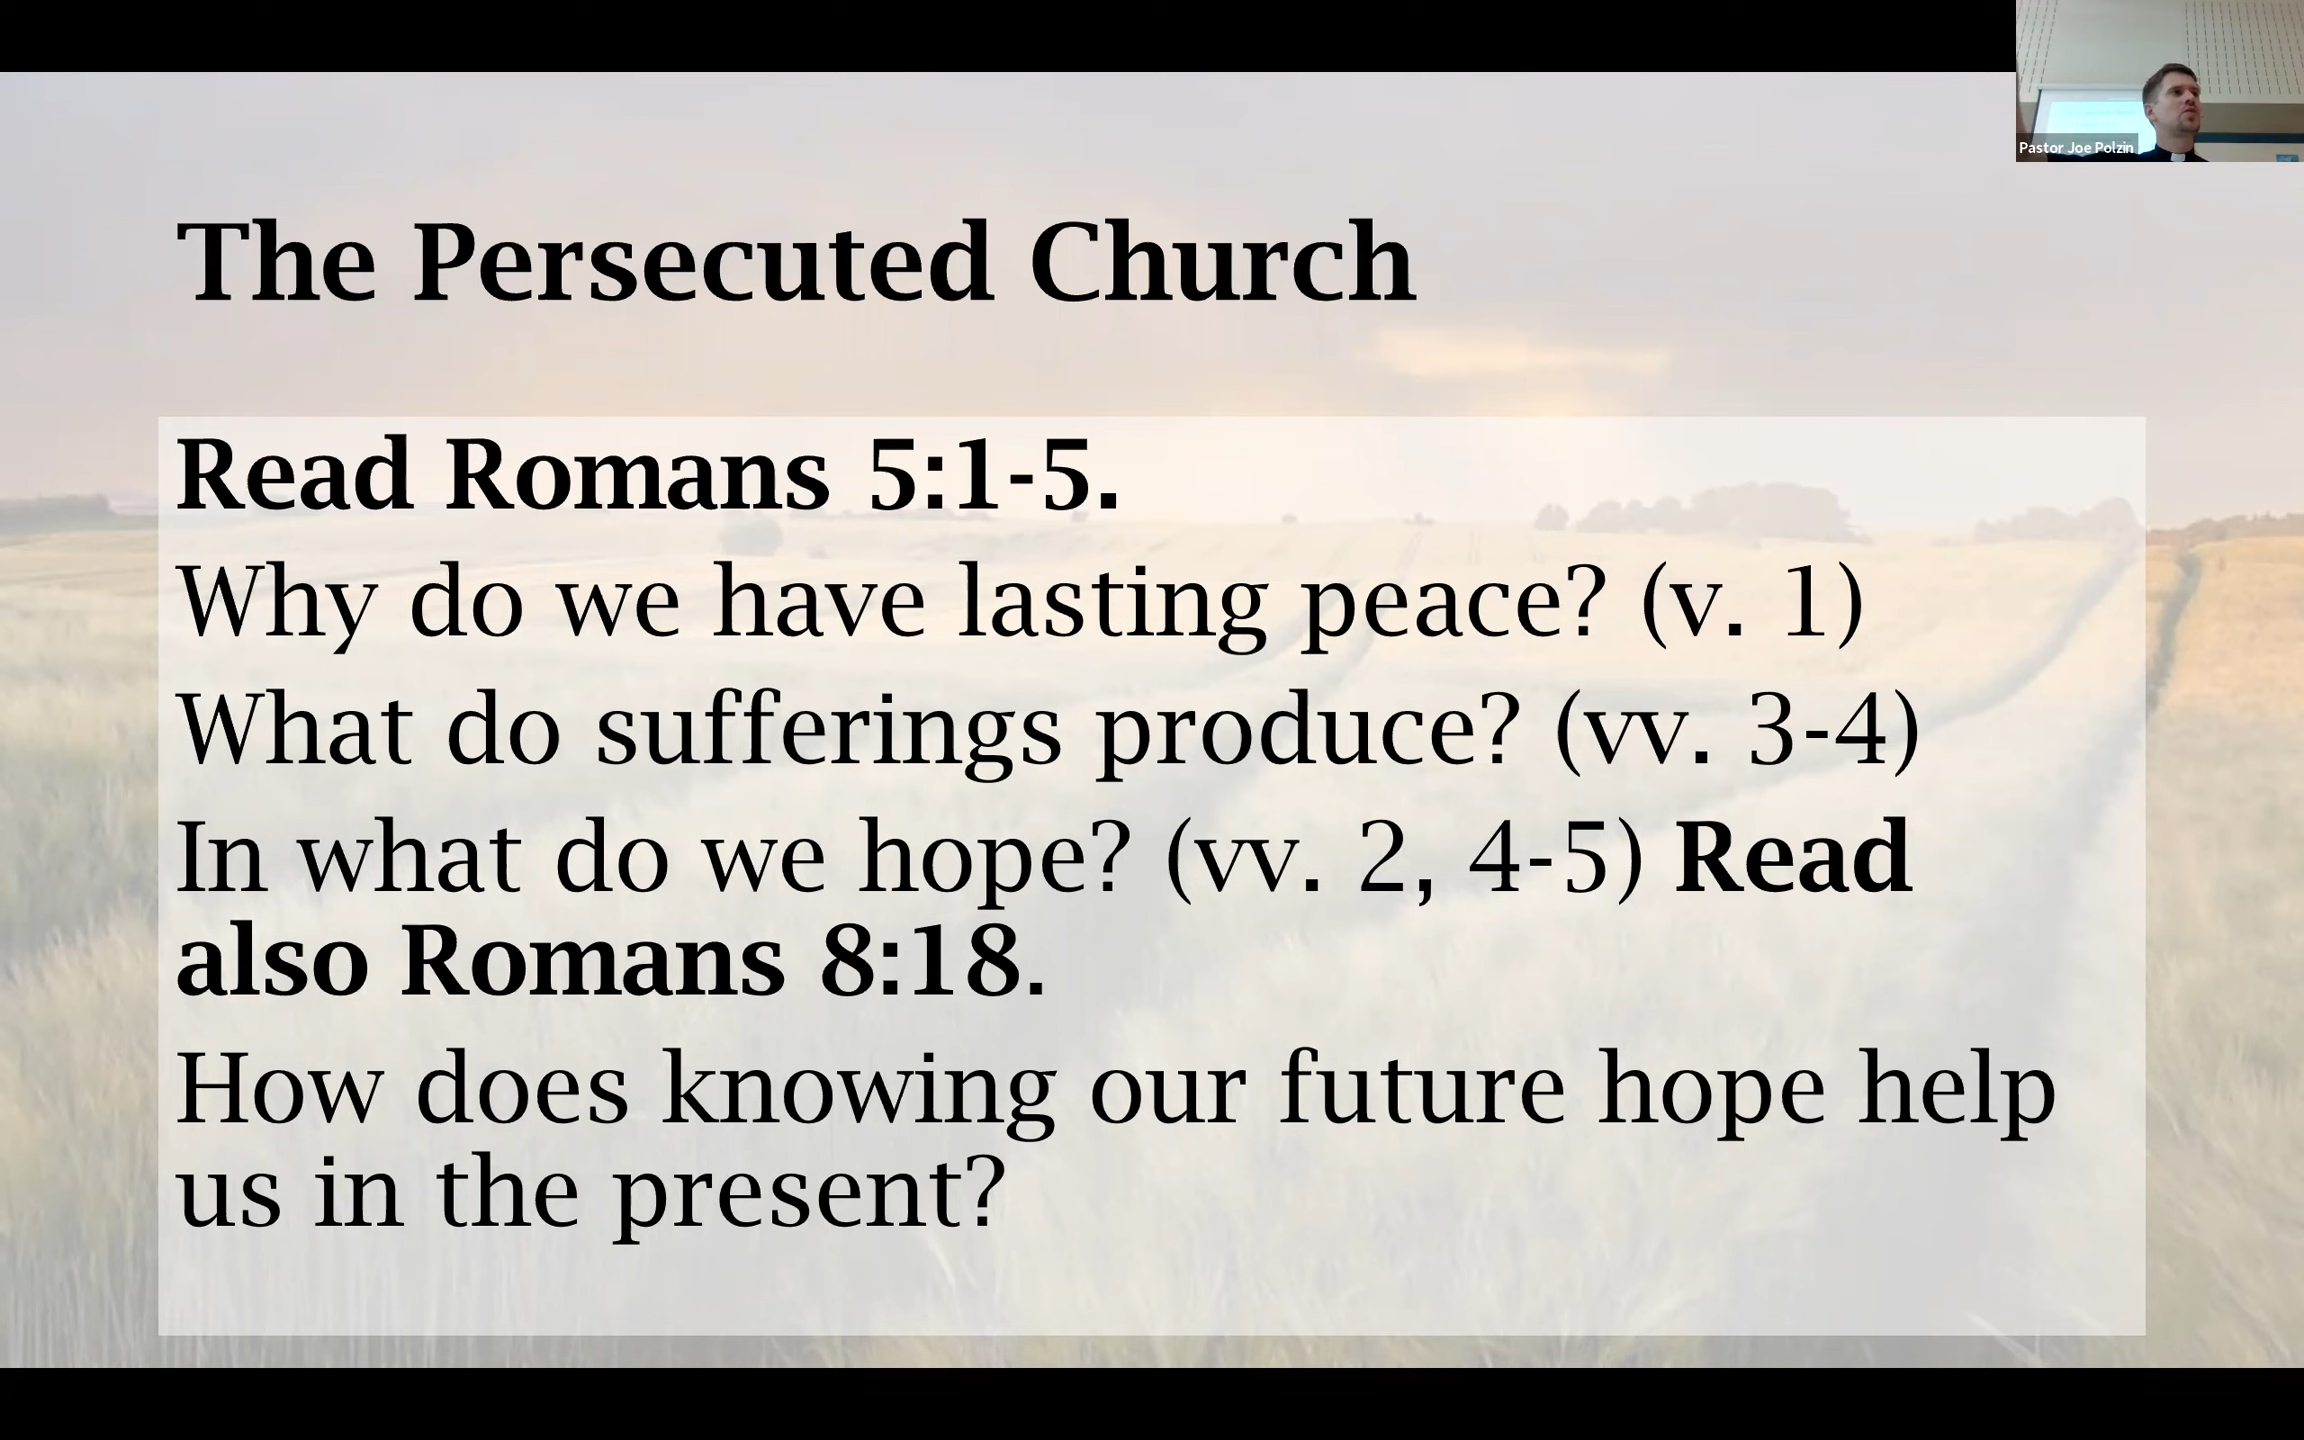 Pastor Joe Polzin
The Persecuted Church
Read Romans 5:1-5.
Why do we have lasting peace? (v. 1)
What do sufferings produce? (vv. 3-4)
In what do we hope? (vv. 2, 4-5) Read
also Romans 8:18.
How does knowing our future hope help
us in the present?